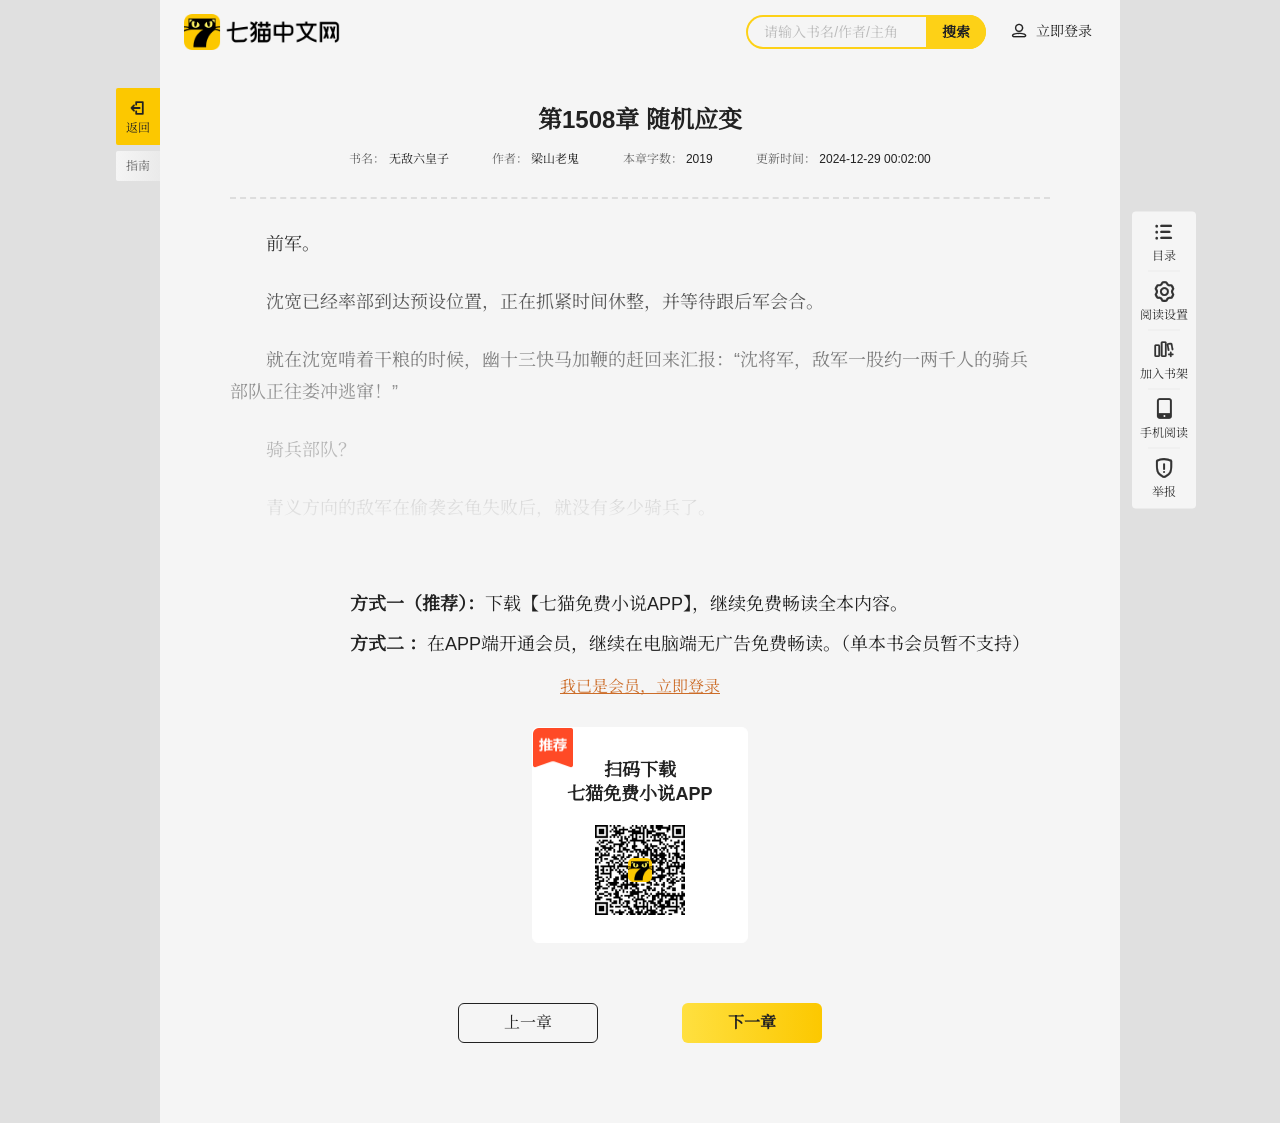 七猫中文网
请输入书名/作者/主角
搜索
立即登录
返回
指南
第1508章 随机应变
书名： 无敌六皇子 作者： 梁山老鬼 本章字数： 2019 更新时间： 2024-12-29 00:02:00
前军。
沈宽已经率部到达预设位置，正在抓紧时间休整，并等待跟后军会合。
就在沈宽啃着干粮的时候，幽十三快马加鞭的赶回来汇报：“沈将军，敌军一股约一两千人的骑兵
部队正往娄冲逃窜！”
骑兵部队？
青义方向的敌军在偷袭玄龟失败后，就没有多少骑兵了。
目录
阅读设置
加入书架
手机阅读
举报
方式一（推荐）： 下载【七猫免费小说APP】，继续免费畅读全本内容。
方式二 ： 在APP端开通会员，继续在电脑端无广告免费畅读。（单本书会员暂不支持）
我已是会员，立即登录
推荐
扫码下载
七猫免费小说APP
上一章
下一章